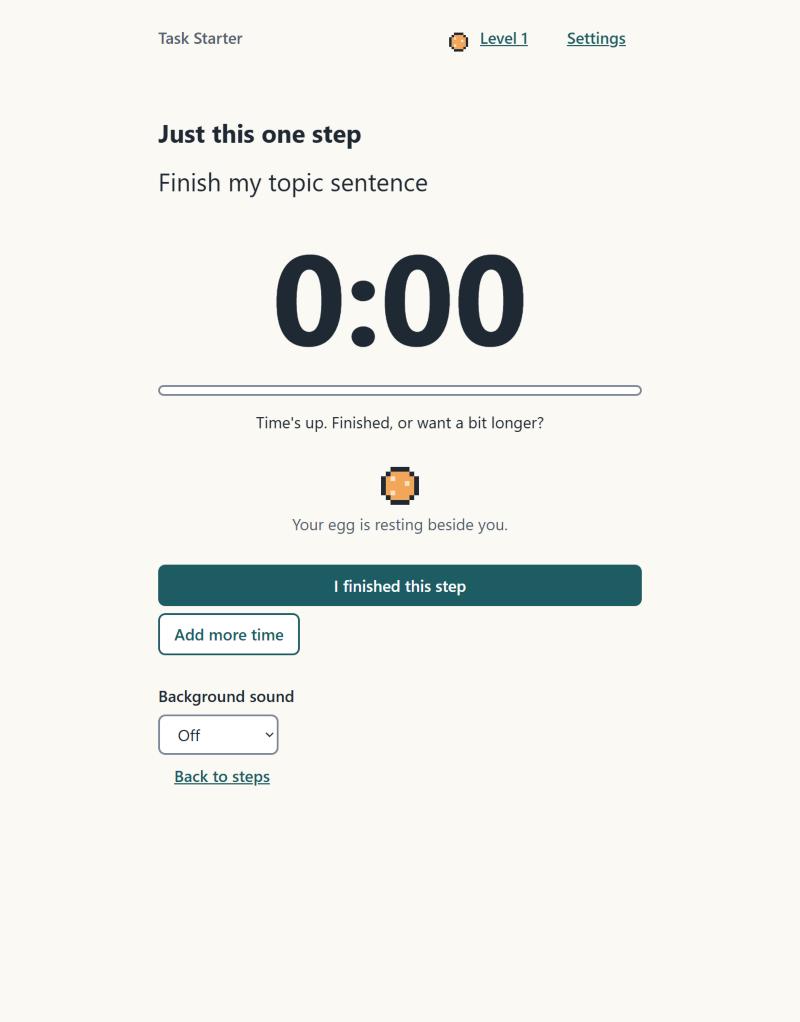 Task Starter
Level 1
Settings
Just this one step
Finish my topic sentence
0:00
Time's up. Finished, or want a bit longer?
Your egg is resting beside you.
I finished this step
Add more time
Background sound
Off
Back to steps